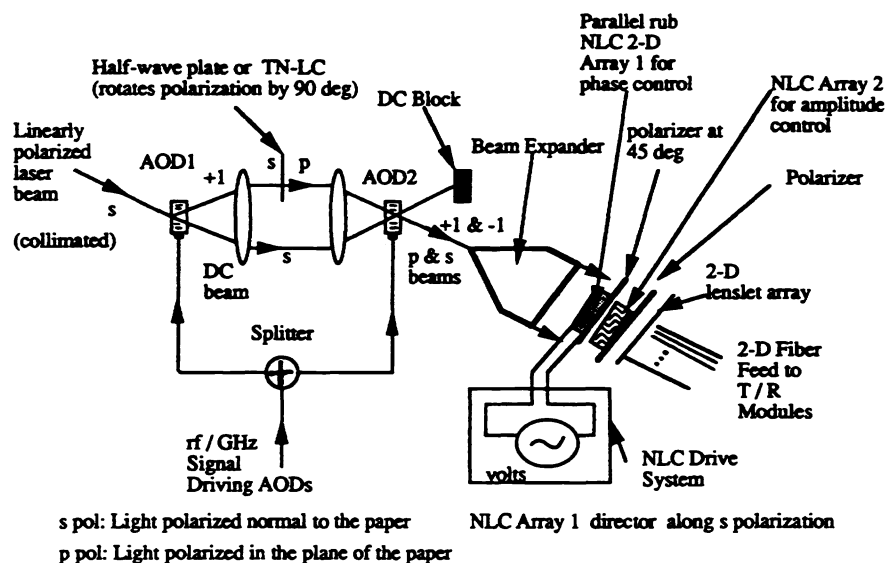 Parallel rub
NLC 2-D
Array 1 for
phase control
Half-wave plate or TN-LC
(rotates polarization by 90 deg)
DC Block
NLC Array 2
for amplitude
control
Linearly
polarized
laser
beam
(collimated)
s
AOD1
+1
s
p
AOD2
Beam Expander
polarizer at
45 deg
Polarizer
DC
beam
s
+1 & -1
p & s
beams
2-D
lenslet array
Splitter
2-D Fiber
Feed to
T / R
Modules
rf / GHz
Signal
Driving AODs
volts
NLC Drive
System
s pol: Light polarized normal to the paper
NLC Array 1 director along s polarization
p pol: Light polarized in the plane of the paper